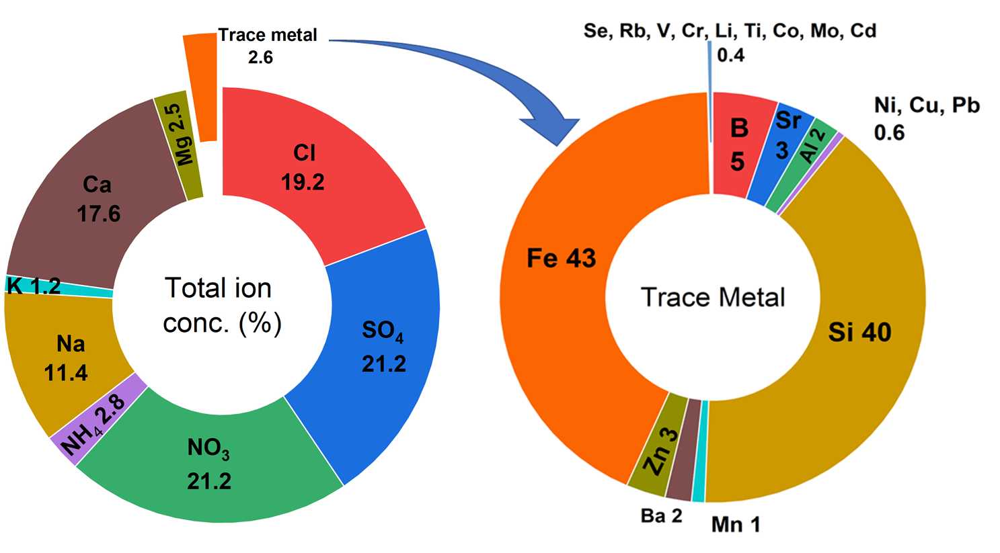 Trace metal
2.6
Cl
19.2
SO₄
21.2
NO₃
21.2
NH₄ 2.8
Na
11.4
K 1.2
Ca
17.6
Mg 2.5
Total ion
conc. (%)
Se, Rb, V, Cr, Li, Ti, Co, Mo, Cd
0.4
B
5
Sr
3
Al 2
Ni, Cu, Pb
0.6
Si 40
Mn 1
Ba 2
Zn 3
Fe 43
Trace Metal